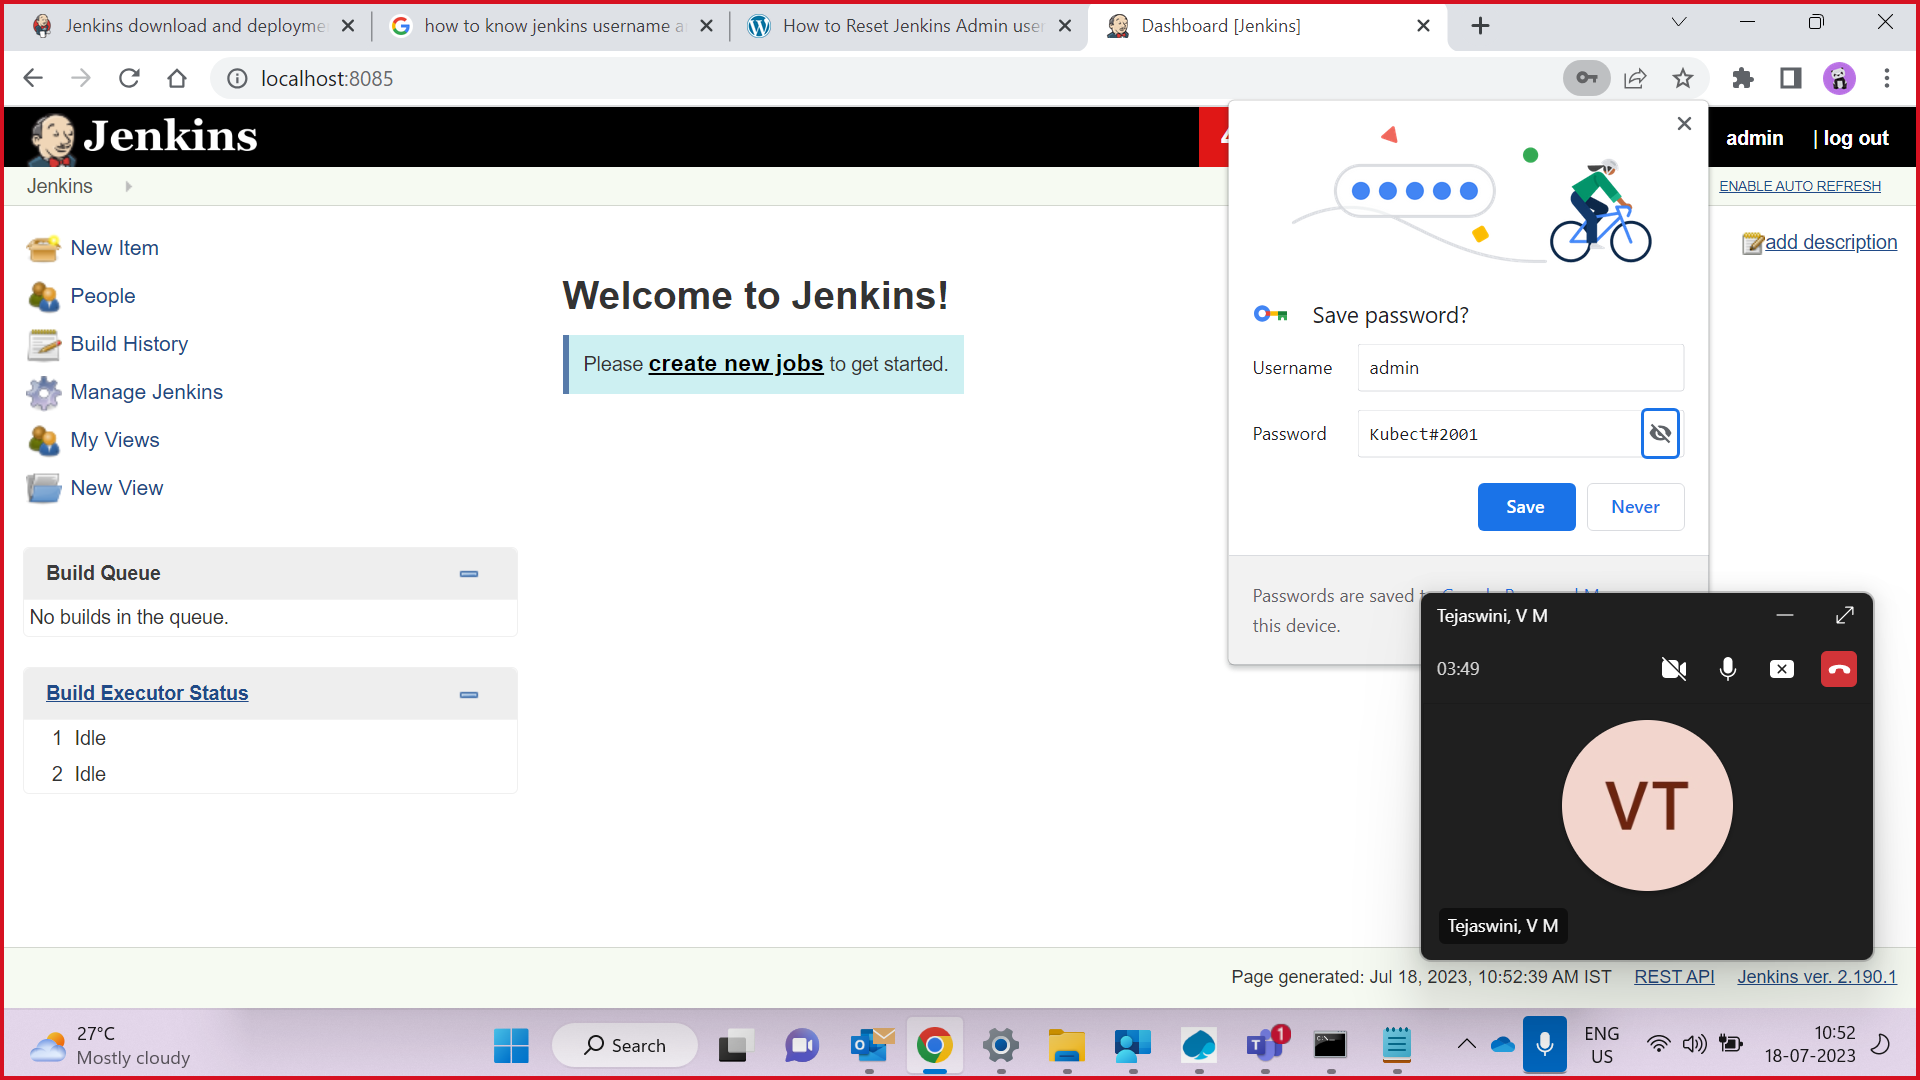 Jenkins download and deployme
how to know jenkins username a
How to Reset Jenkins Admin user
Dashboard [Jenkins]
localhost:8085
Jenkins
admin
| log out
Jenkins
ENABLE AUTO REFRESH
New Item
People
Build History
Manage Jenkins
My Views
New View
add description
Welcome to Jenkins!
Please create new jobs to get started.
Save password?
Username
admin
Password
Kubect#2001
Save
Never
Passwords are saved
this device.
Build Queue
No builds in the queue.
Build Executor Status
1 Idle
2 Idle
Tejaswini, V M
03:49
VT
Tejaswini, V M
Page generated: Jul 18, 2023, 10:52:39 AM IST
REST API
Jenkins ver. 2.190.1
27°C
Mostly cloudy
Search
1
ENG
US
10:52
18-07-2023